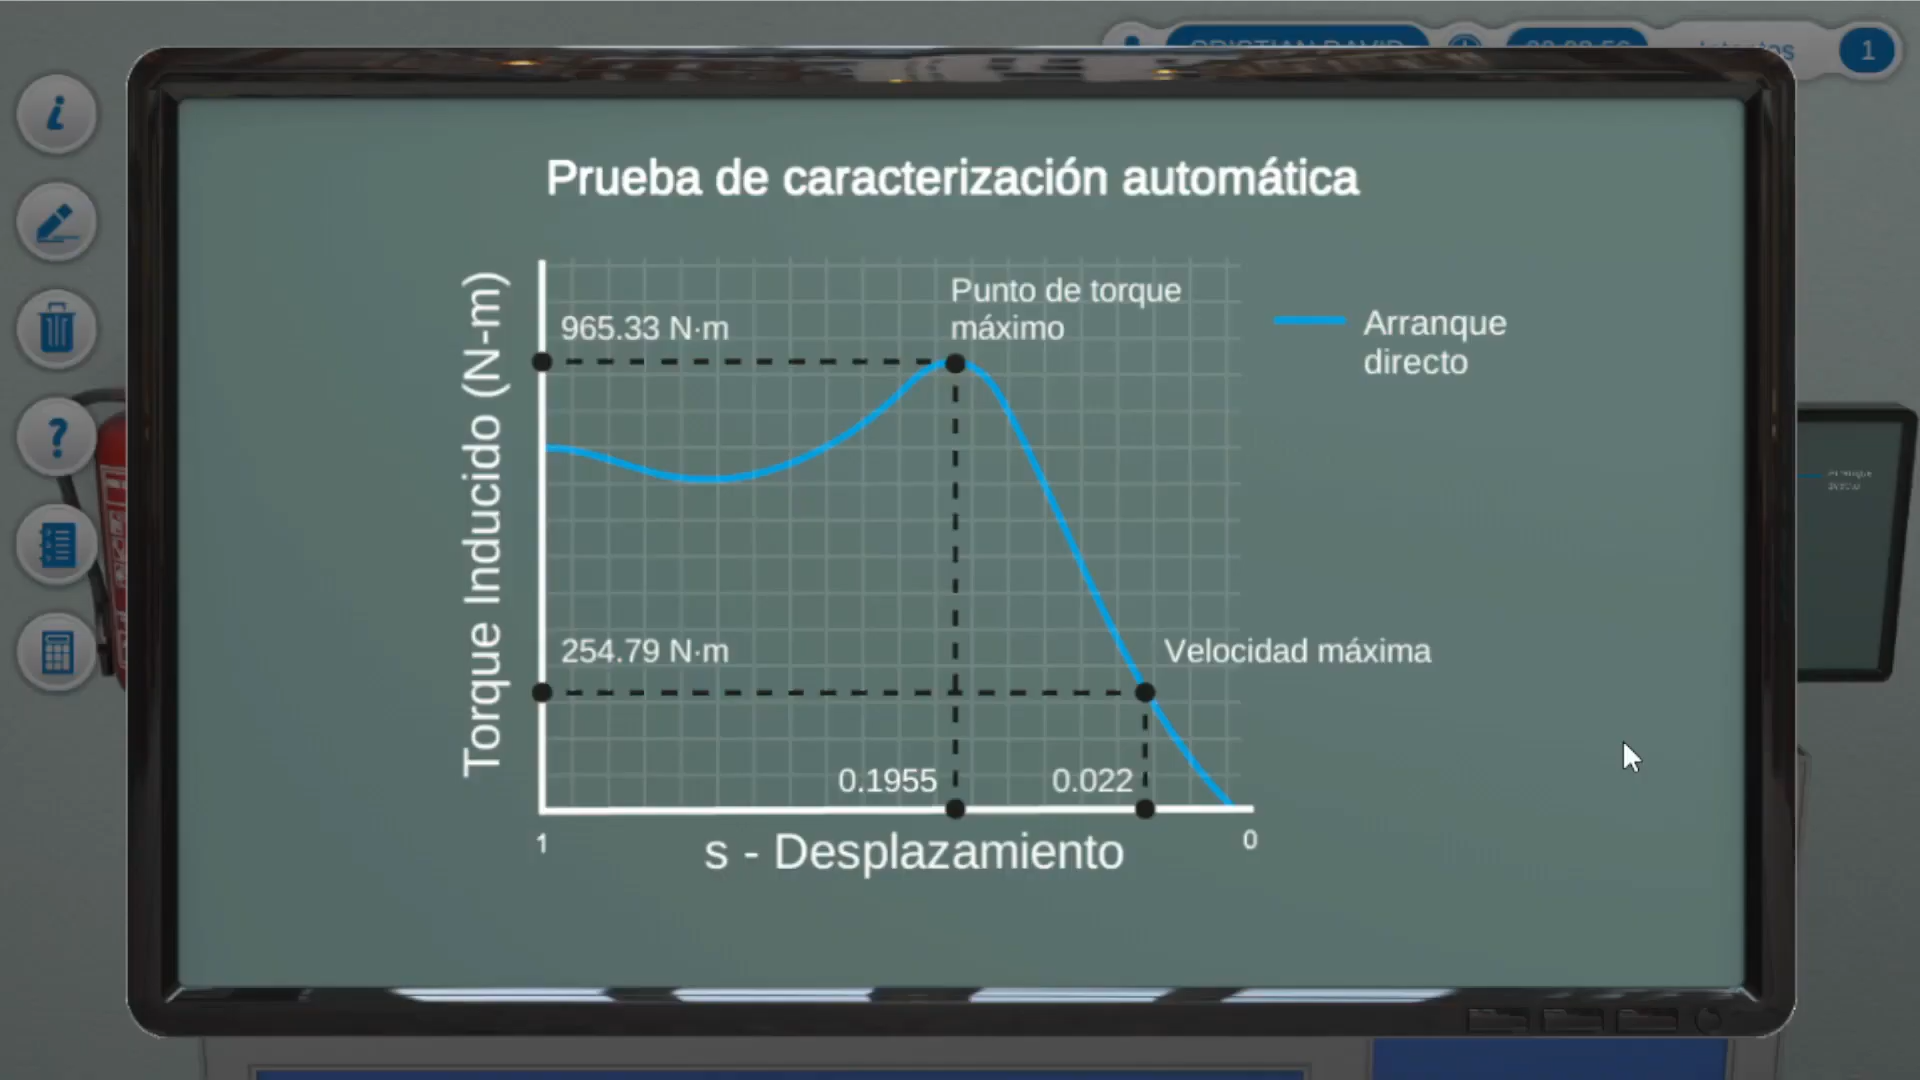 1
Prueba de caracterización automática
Torque Inducido (N-m)
965.33 N·m
Punto de torque
máximo
Arranque
directo
254.79 N·m
Velocidad máxima
0.1955
0.022
1
0
s - Desplazamiento
i
?